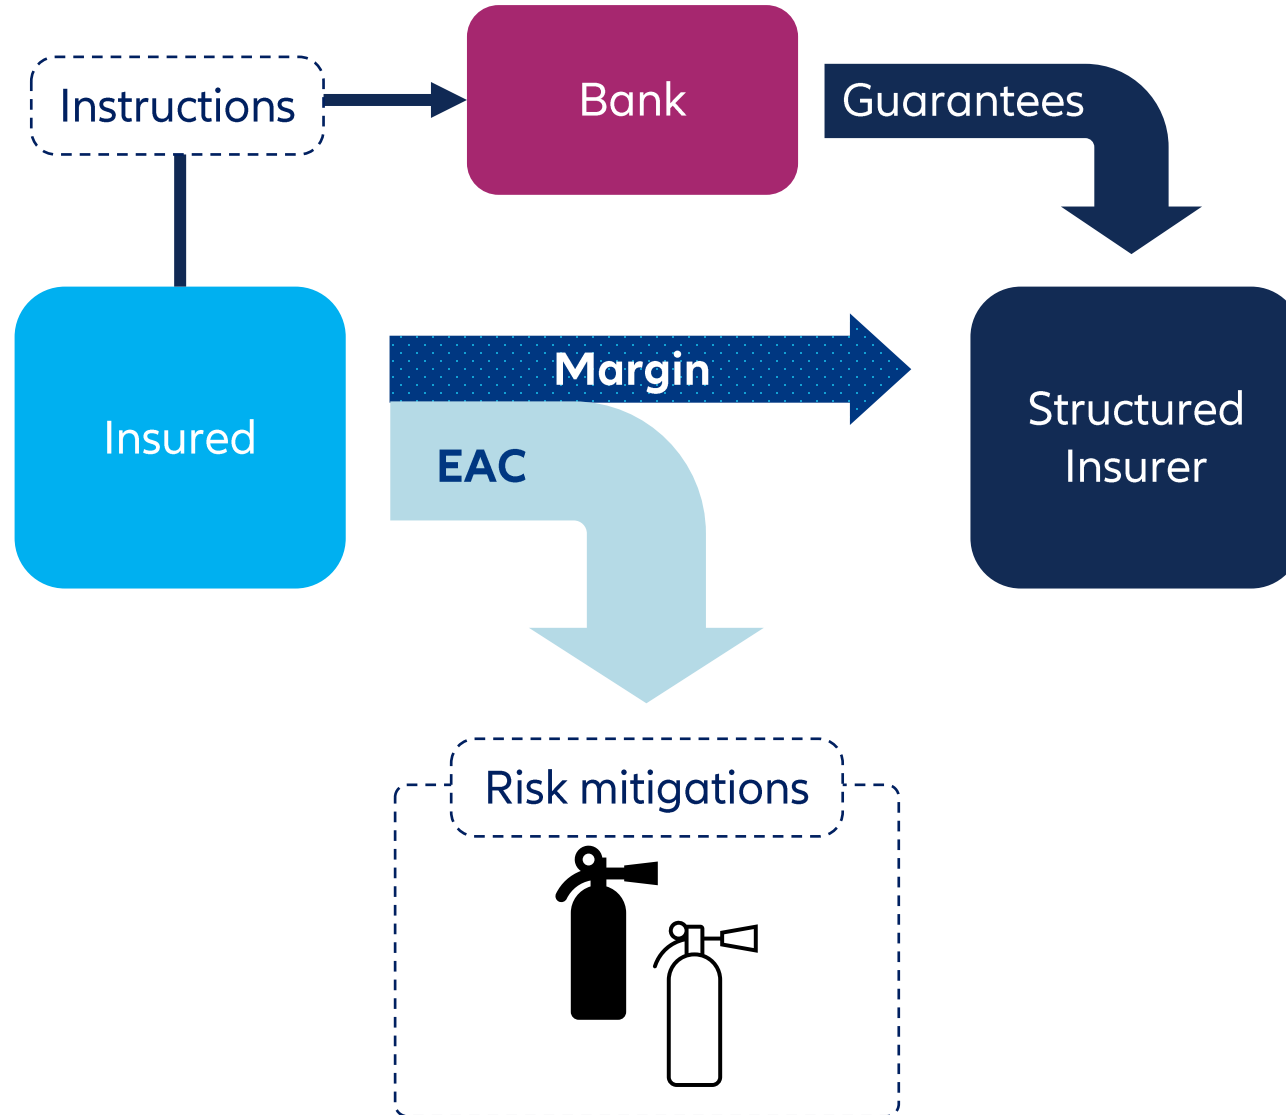 Instructions
Bank
Guarantees
Insured
Margin
EAC
Structured
Insurer
Risk mitigations